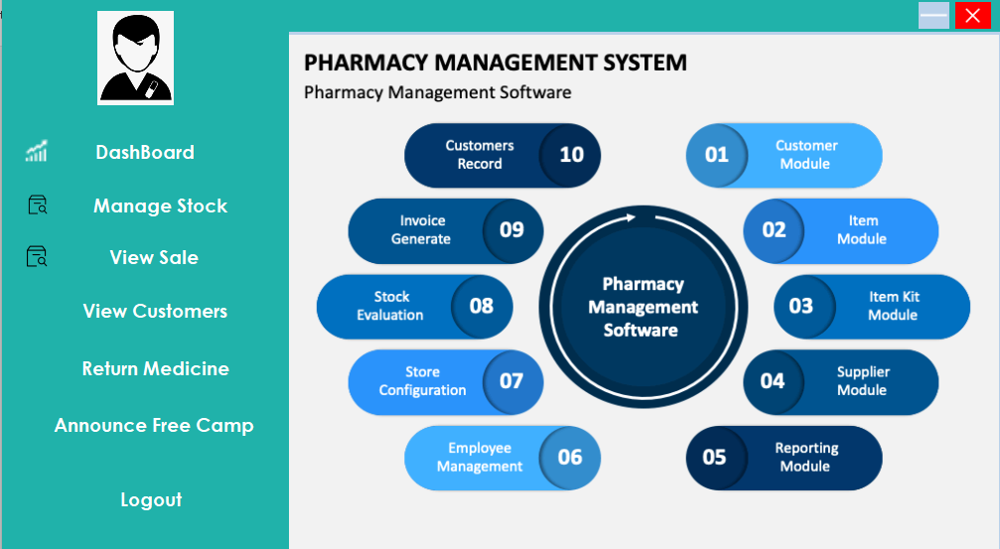 DashBoard
Manage Stock
View Sale
View Customers
Return Medicine
Announce Free Camp
Logout
PHARMACY MANAGEMENT SYSTEM
Pharmacy Management Software
Pharmacy
Management
Software
01
Customer
Module
02
Item
Module
03
Item Kit
Module
04
Supplier
Module
05
Reporting
Module
06
Employee
Management
07
Store
Configuration
08
Stock
Evaluation
09
Invoice
Generate
10
Customers
Record